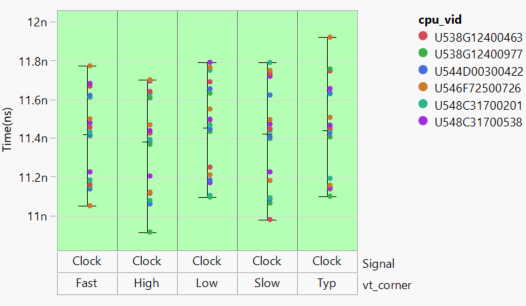 cpu_vid
U538G12400463
U538G12400977
U544D00300422
U546F72500726
U548C31700201
U548C31700538
Time(ns)
12n
11.8n
11.6n
11.4n
11.2n
11n
Clock Clock Clock Clock Clock Signal
Fast High Low Slow Typ vt_corner